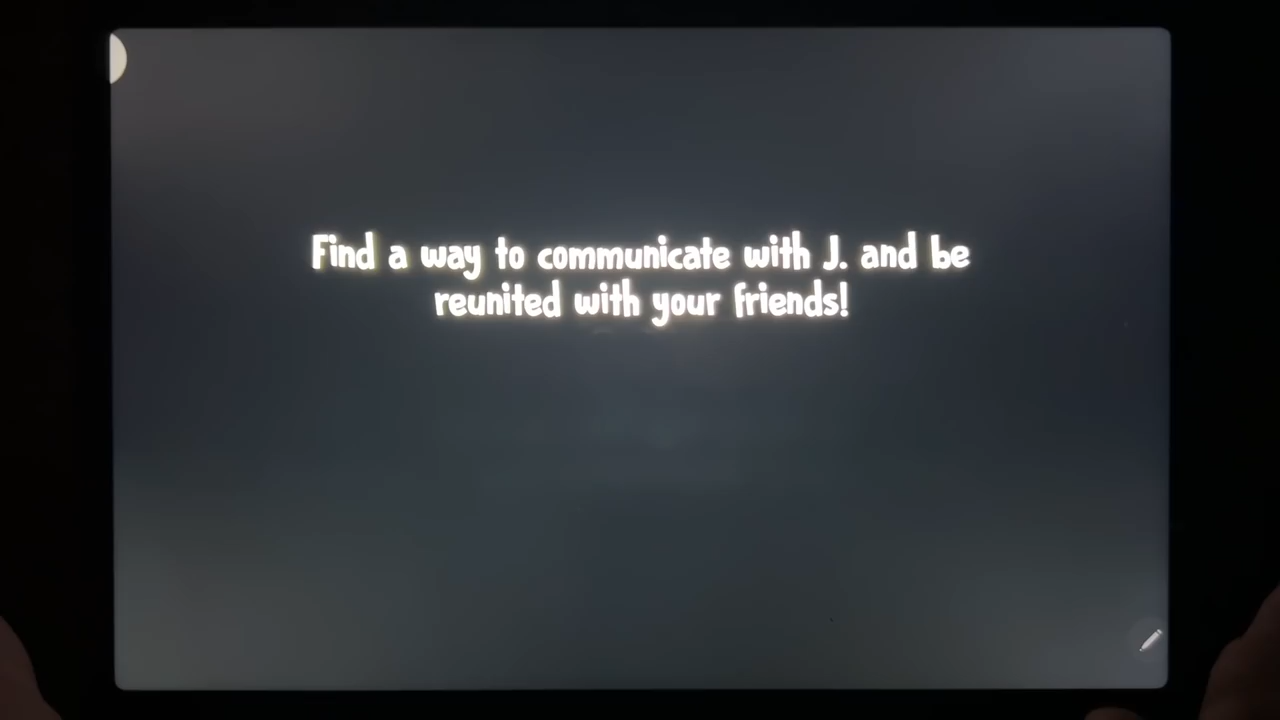 Find a way to communicate with J. and be
reunited with your friends!